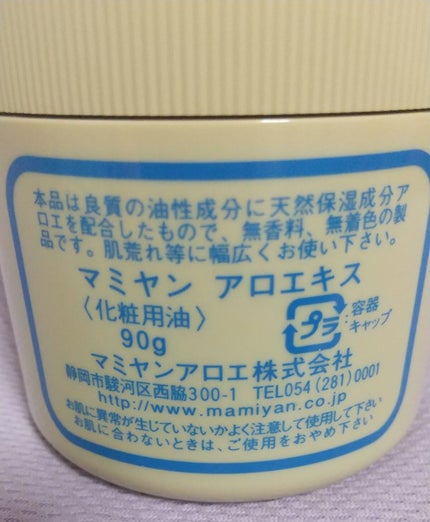 本品は良質の油性成分に天然保湿成分ア
ロエを配合したもので、無香料、無着色の製
品です。肌荒れ等に幅広くお使い下さい。
マミヤン アロエキス
〈化粧用油〉
90g
プラ
:容器
キャップ
マミヤンアロエ株式会社
静岡市駿河区西脇300-1 TEL054(281)0001
http://www.mamiyan.co.jp
お肌に異常が生じていないかよく注意して使用して下さい
お肌に合わないときは、ご使用をおやめ下さい